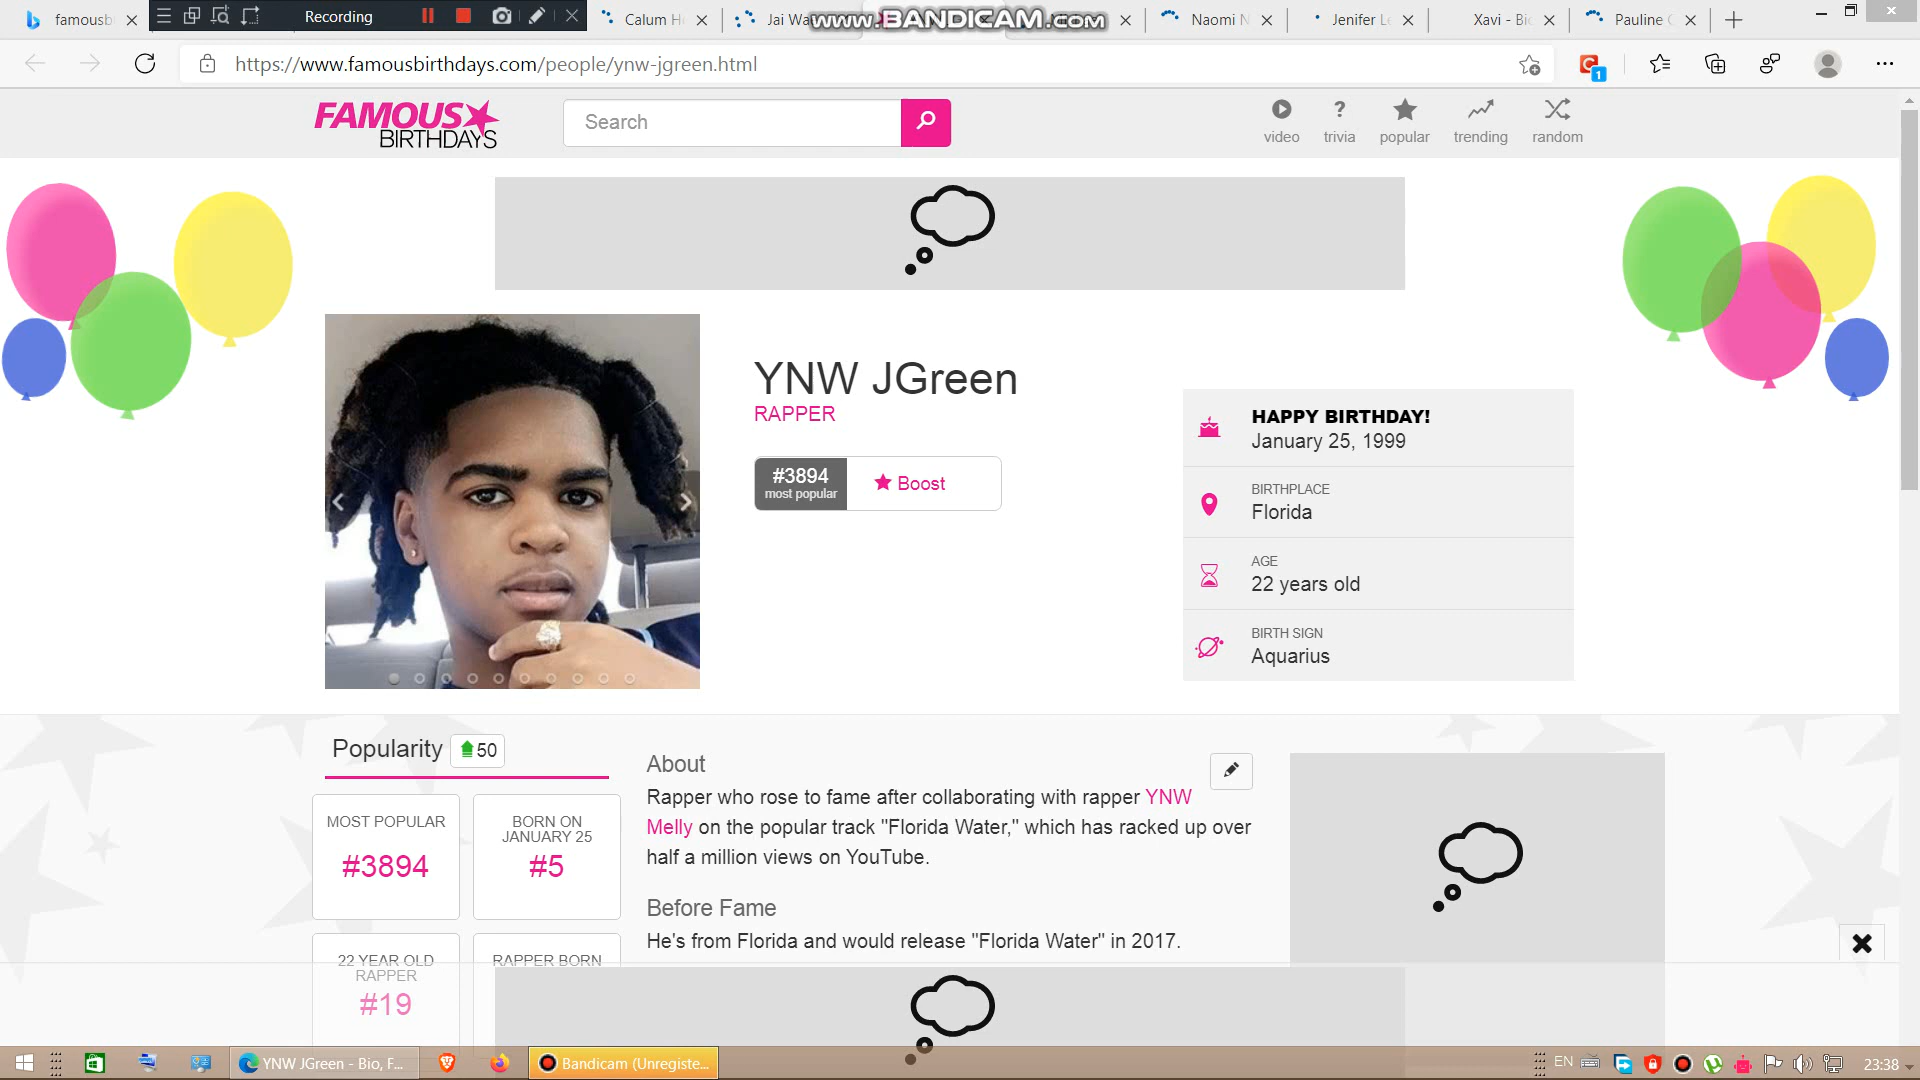 famousbi
Recording
Calum H
Jai Wa
www.BANDICAM.com
Naomi N
Jenifer Le
Xavi - Bio
Pauline
https://www.famousbirthdays.com/people/ynw-jgreen.html
1
FAMOUS
BIRTHDAYS
Search
video
?
trivia
popular
trending
random
YNW JGreen
RAPPER
#3894
most popular
Boost
HAPPY BIRTHDAY!
January 25, 1999
BIRTHPLACE
Florida
AGE
22 years old
BIRTH SIGN
Aquarius
Popularity
50
MOST POPULAR
#3894
BORN ON
JANUARY 25
#5
22 YEAR OLD
RAPPER
#19
RAPPER BORN
About
Rapper who rose to fame after collaborating with rapper YNW
Melly on the popular track "Florida Water," which has racked up over
half a million views on YouTube.
Before Fame
He's from Florida and would release "Florida Water" in 2017.
YNW JGreen - Bio, F...
Bandicam (Unregiste...
EN
23:38